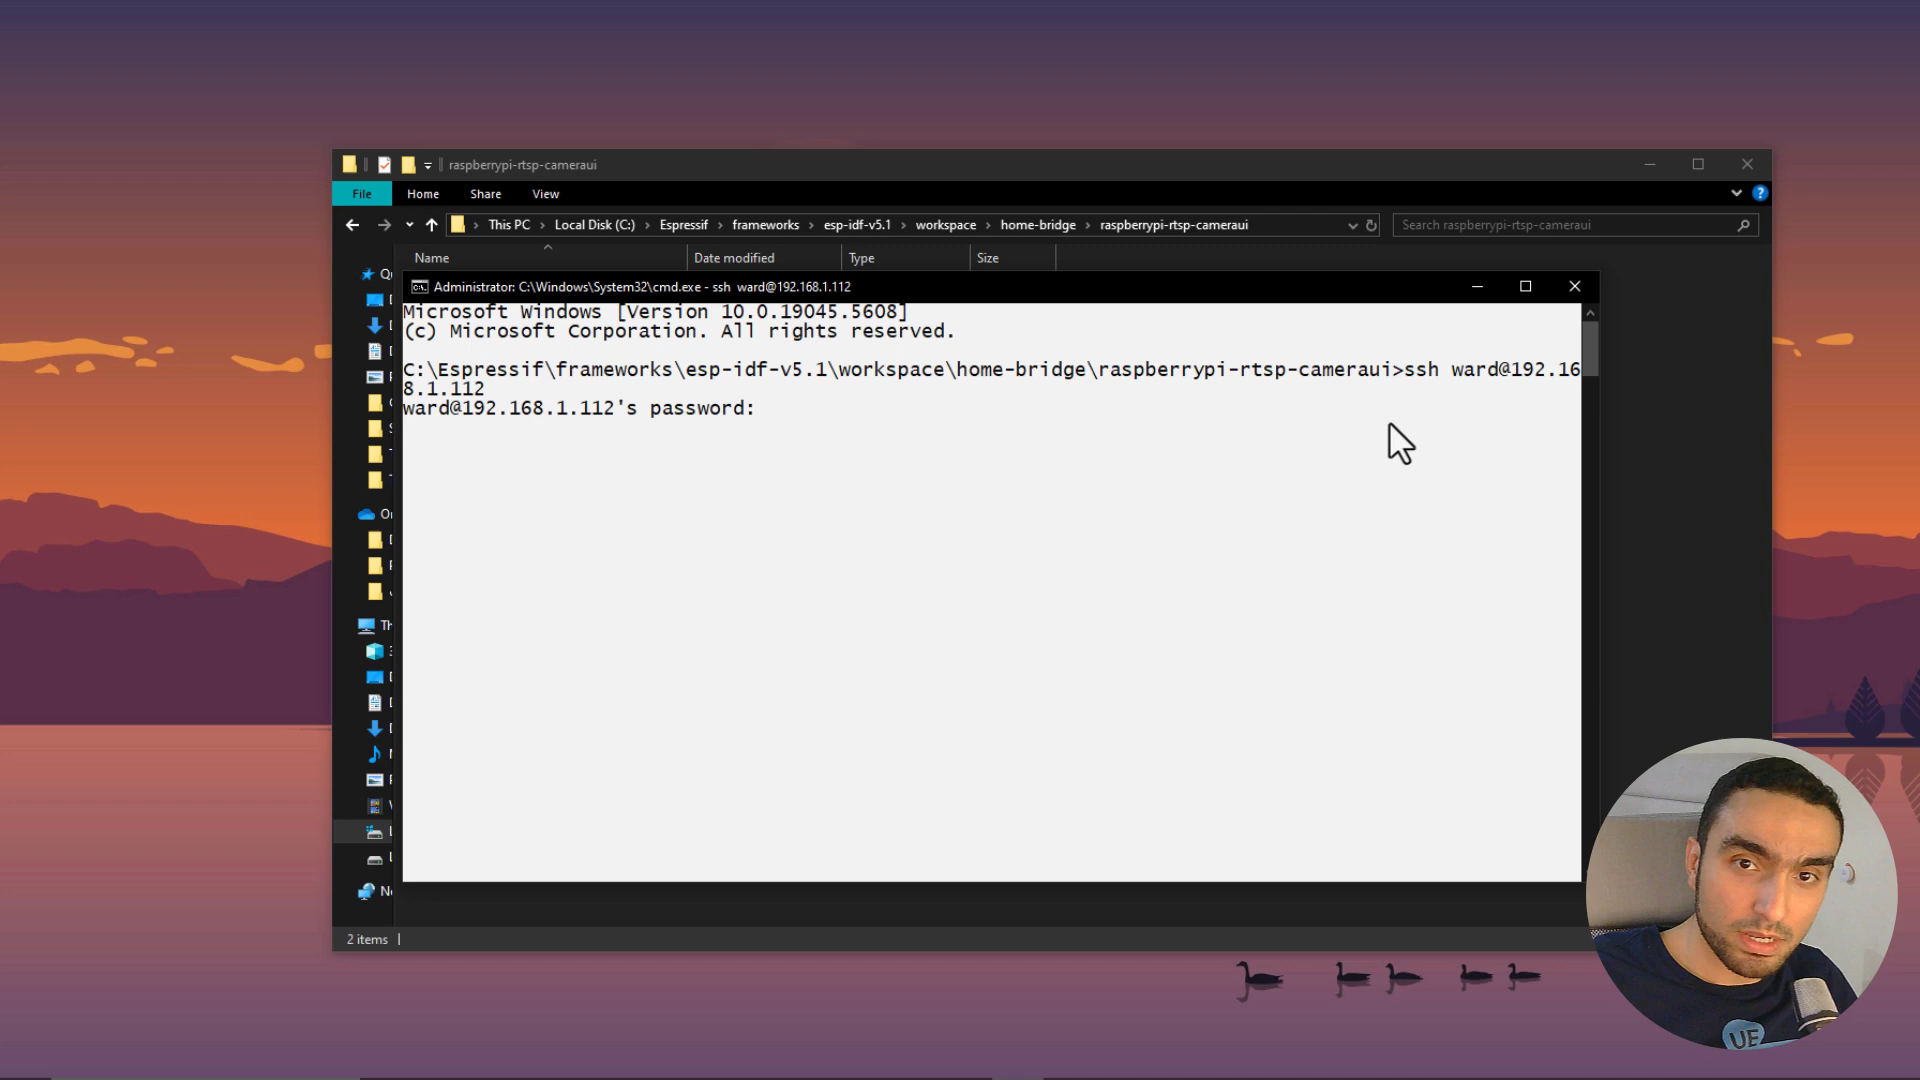 raspberrypi-rtsp-cameraui
File Home Share View
This PC Local Disk (C:) Espressif frameworks esp-idf-v5.1 workspace home-bridge raspberrypi-rtsp-cameraui
Search raspberrypi-rtsp-cameraui
Name Date modified Type Size
Administrator: C:\Windows\System32\cmd.exe - ssh ward@192.168.1.112
Microsoft Windows [Version 10.0.19045.5608]
(c) Microsoft Corporation. All rights reserved.
C:\Espressif\frameworks\esp-idf-v5.1\workspace\home-bridge\raspberrypi-rtsp-cameraui>ssh ward@192.16
8.1.112
ward@192.168.1.112's password:
2 items
UE